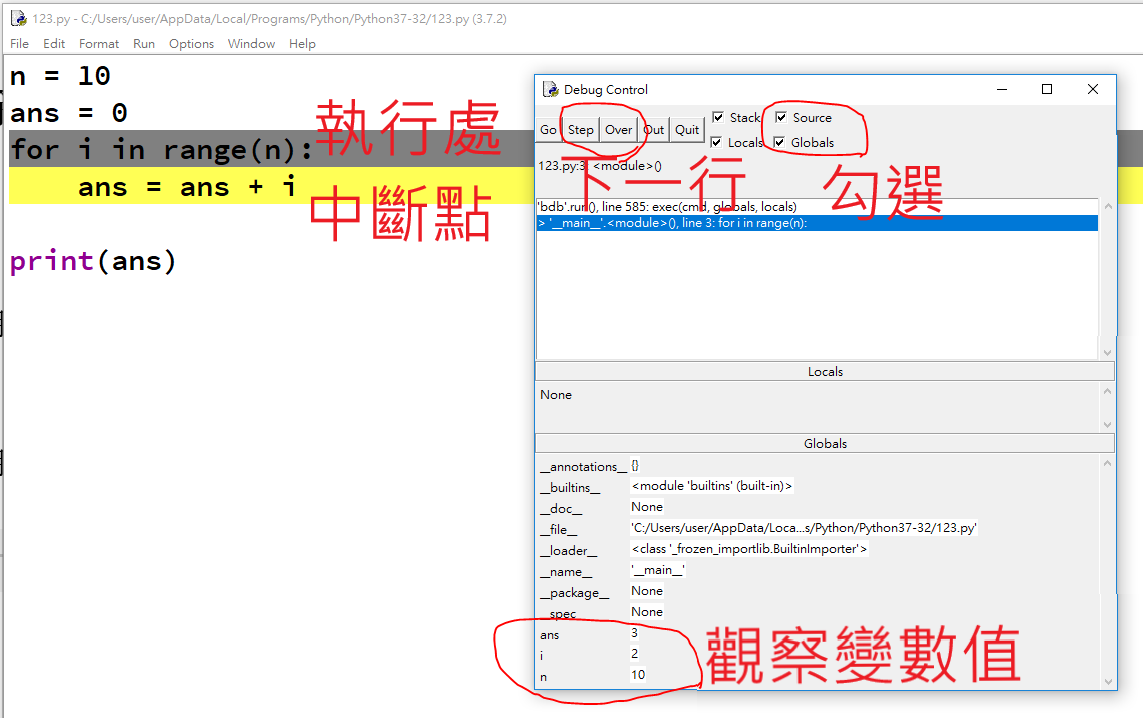 123.py - C:/Users/user/AppData/Local/Programs/Python/Python37-32/123.py (3.7.2)
File Edit Format Run Options Window Help
n = 10
ans = 0
for i in range(n):
ans = ans + i
print(ans)
執行處
中斷點
Debug Control
Go Step Over Out Quit
Stack Source
Locals Globals
123.py:3: <module>()
下一行
勾選
'bdb'.run(), line 585: exec(cmd, globals, locals)
> '__main__'.<module>(), line 3: for i in range(n):
Locals
None
Globals
__annotations__ {}
__builtins__ <module 'builtins' (built-in)>
__doc__ None
__file__ 'C:/Users/user/AppData/Loca...s/Python/Python37-32/123.py'
__loader__ <class '_frozen_importlib.BuiltinImporter'>
__name__ '__main__'
__package__ None
__spec__ None
ans 3
i 2
n 10
觀察變數值